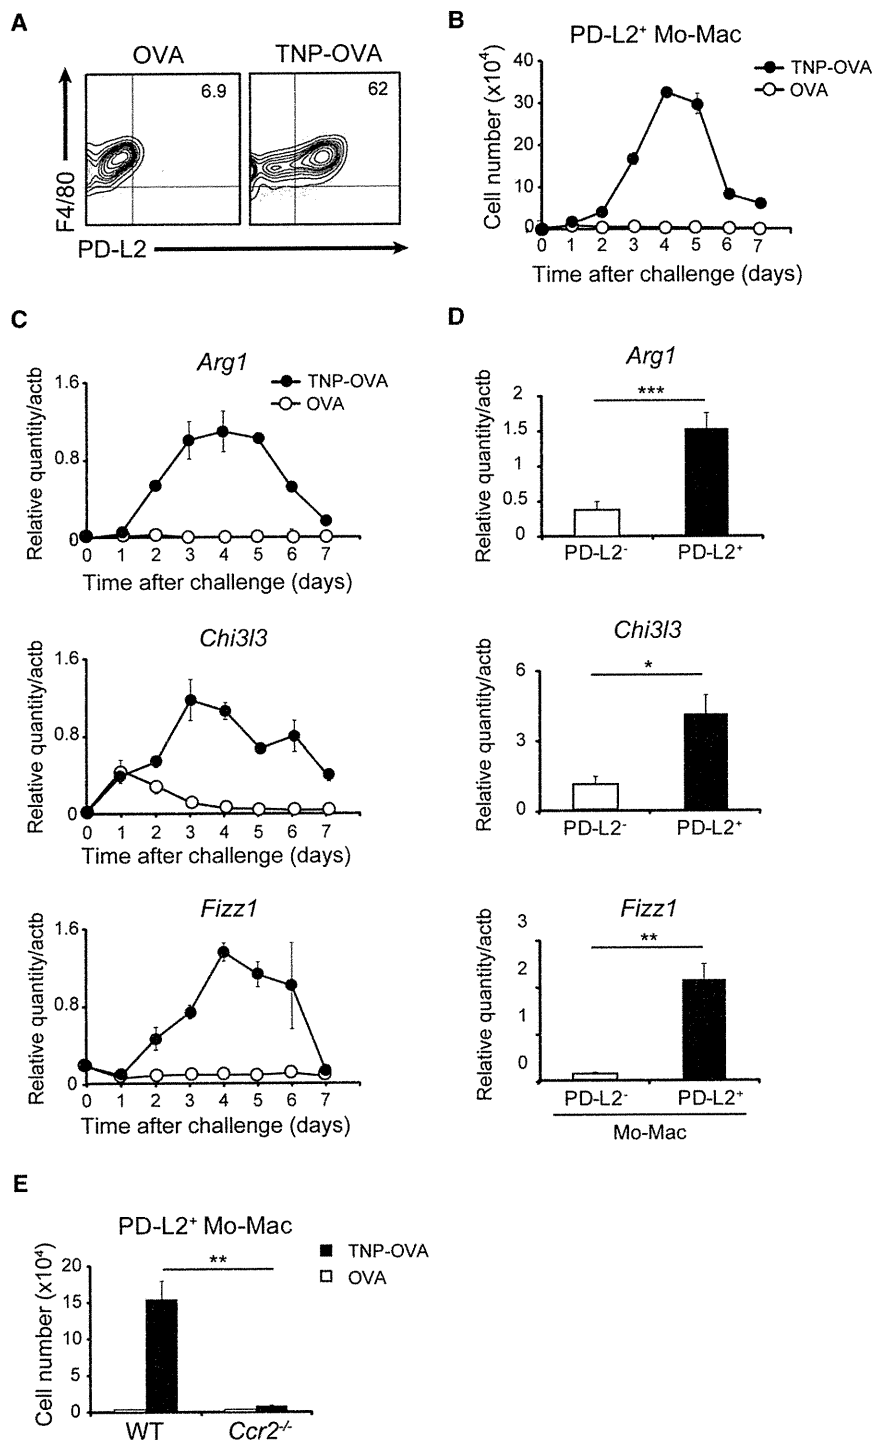 A
OVA
TNP-OVA
6.9
62
F4/80
PD-L2
B
PD-L2⁺ Mo-Mac
Cell number (x10⁴)
40
30
20
10
0
TNP-OVA
OVA
0 1 2 3 4 5 6 7
Time after challenge (days)
C
Arg1
Relative quantity/actb
1.6
0.8
0
TNP-OVA
OVA
0 1 2 3 4 5 6 7
Time after challenge (days)
Chi3l3
Relative quantity/actb
1.6
0.8
0
0 1 2 3 4 5 6 7
Time after challenge (days)
Fizz1
Relative quantity/actb
1.6
0.8
0
0 1 2 3 4 5 6 7
Time after challenge (days)
D
Arg1
Relative quantity/actb
2
1.5
1
0.5
0
***
PD-L2⁻ PD-L2⁺
Chi3l3
Relative quantity/actb
6
3
0
*
PD-L2⁻ PD-L2⁺
Fizz1
Relative quantity/actb
3
2
1
0
**
PD-L2⁻ PD-L2⁺
Mo-Mac
E
PD-L2⁺ Mo-Mac
Cell number (x10⁴)
20
15
10
5
0
**
TNP-OVA
OVA
WT Ccr2⁻/⁻